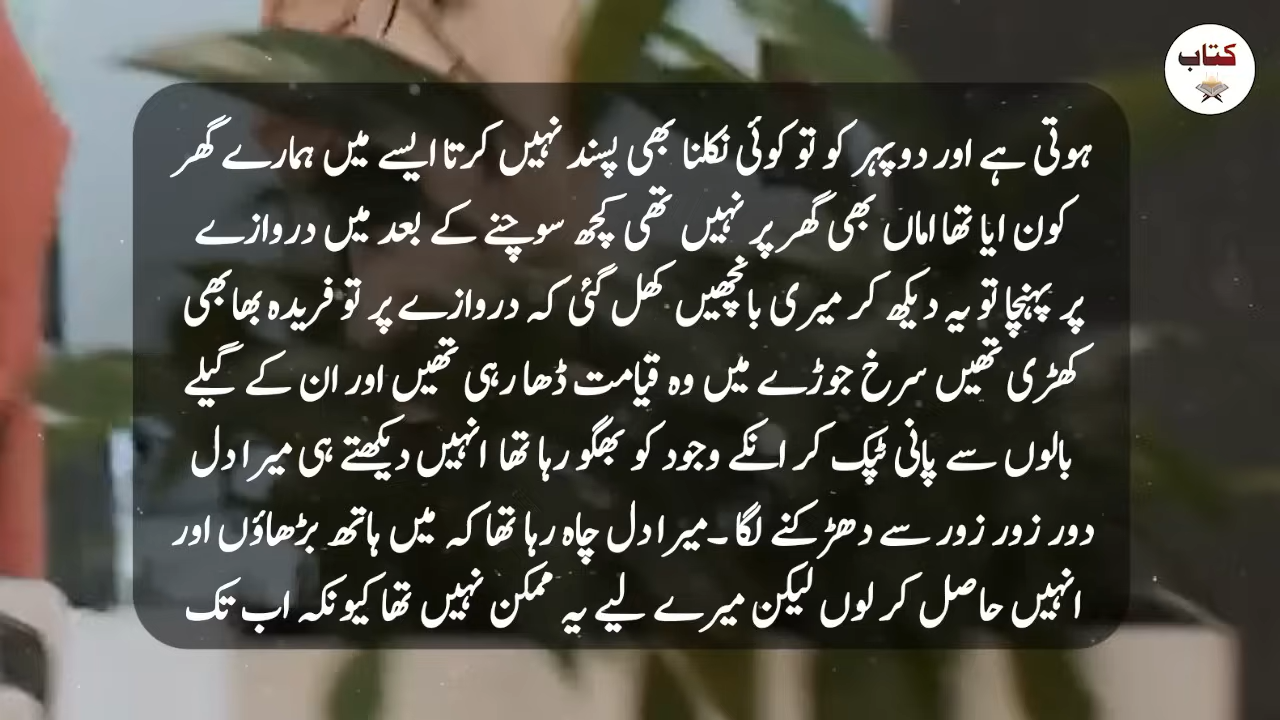 کتاب
ہوتی ہے اور دوپہر کو تو کوئی نکلنا بھی پسند نہیں کرتا ایسے میں ہمارے گھر
کون ایا تھا اماں بھی گھر پر نہیں تھی کچھ سوچنے کے بعد میں دروازے
پر پہنچا تو یہ دیکھ کر میری بانچھیں کھل گئی کہ دروازے پر تو فریدہ بھابھی
کھڑی تھیں سرخ جوڑے میں وہ قیامت ڈھا رہی تھیں اور ان کے گیلے
بالوں سے پانی ٹپک کر انکے وجود کو بھگو رہا تھا انہیں دیکھتے ہی میرا دل
دور زور زور سے دھڑکنے لگا ۔میرا دل چاہ رہا تھا کہ میں ہاتھ بڑھاؤں اور
انہیں حاصل کر لوں لیکن میرے لیے یہ ممکن نہیں تھا کیونکہ اب تک